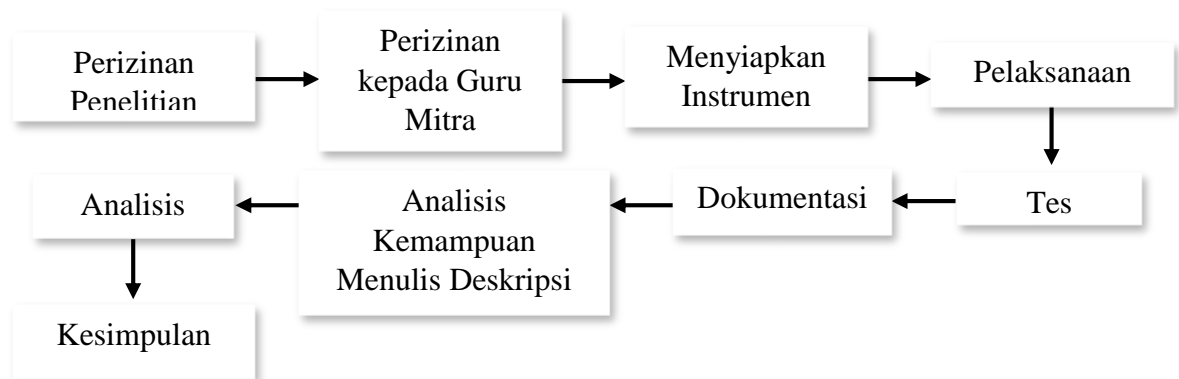 Perizinan
Penelitian
Perizinan
kepada Guru
Mitra
Menyiapkan
Instrumen
Pelaksanaan
Tes
Dokumentasi
Analisis
Kemampuan
Menulis Deskripsi
Analisis
Kesimpulan